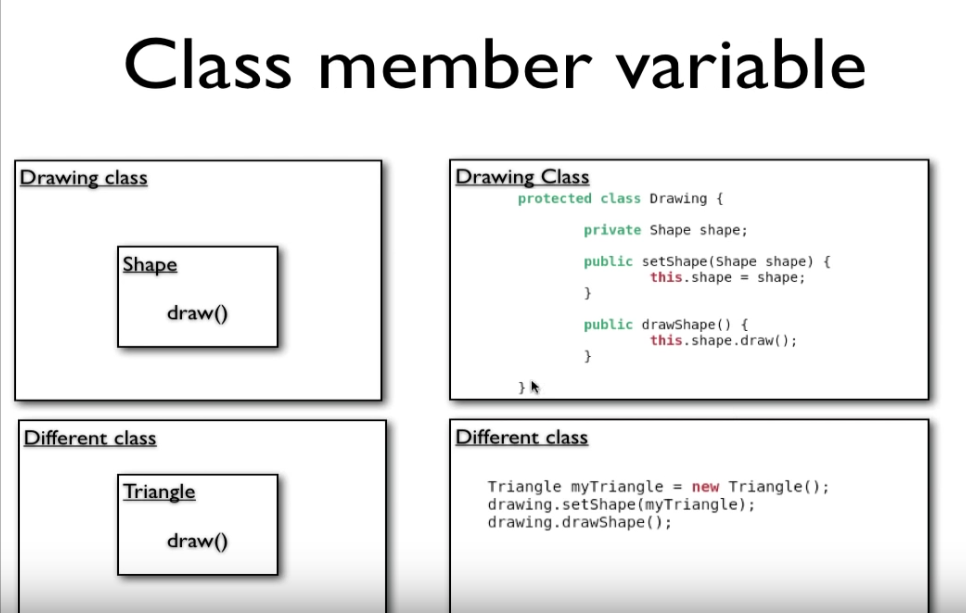 Class member variable
Drawing class
Shape
draw()
Drawing Class
protected class Drawing {
private Shape shape;
public setShape(Shape shape) {
this.shape = shape;
}
public drawShape() {
this.shape.draw();
}
}
Different class
Triangle
draw()
Different class
Triangle myTriangle = new Triangle();
drawing.setShape(myTriangle);
drawing.drawShape();